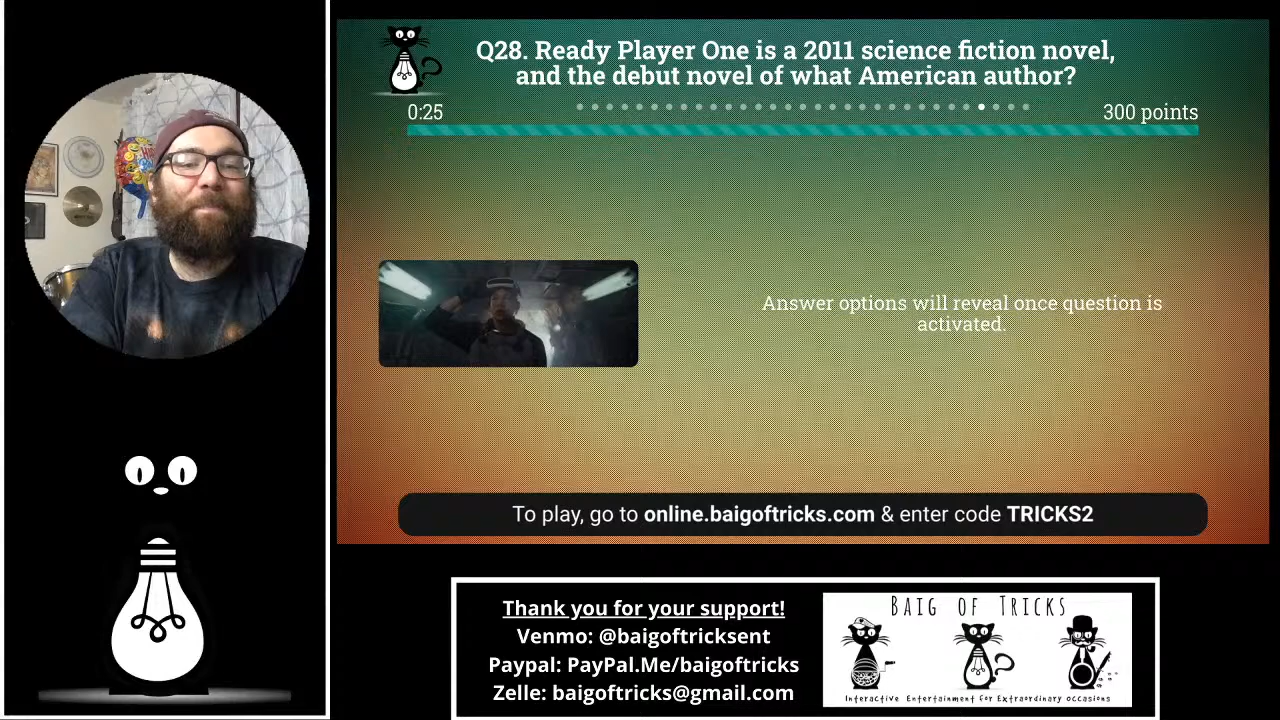 Q28. Ready Player One is a 2011 science fiction novel,
and the debut novel of what American author?
0:25
300 points
Answer options will reveal once question is
activated.
To play, go to online.baigoftricks.com & enter code TRICKS2
Thank you for your support!
Venmo: @baigoftricksent
Paypal: PayPal.Me/baigoftricks
Zelle: baigoftricks@gmail.com
BAIG OF TRICKS
Interactive Entertainment for Extraordinary occasions